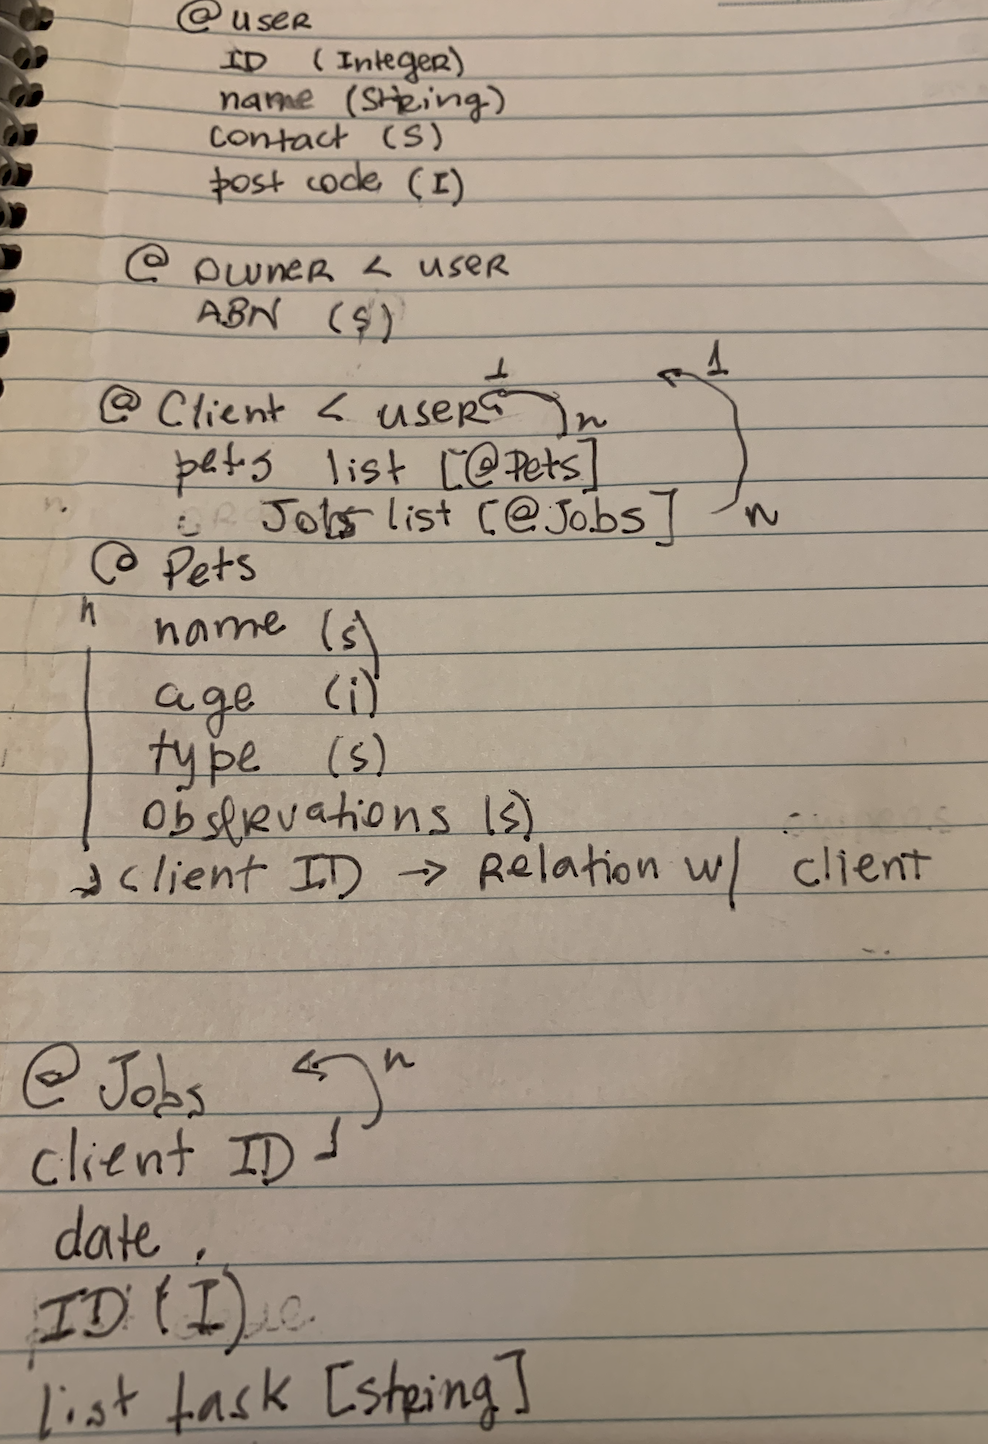 @ user
ID (Integer)
name (String)
contact (S)
post code (I)
@ owner < user
ABN (S)
1 1
@ Client < user n
pets list [@Pets]
Jobs list [@Jobs] n
@ Pets
n
name (s)
age (i)
type (s)
observations (s)
client ID → Relation w/ client
@ Jobs n
client ID 1
date
ID (I)
list task [string]